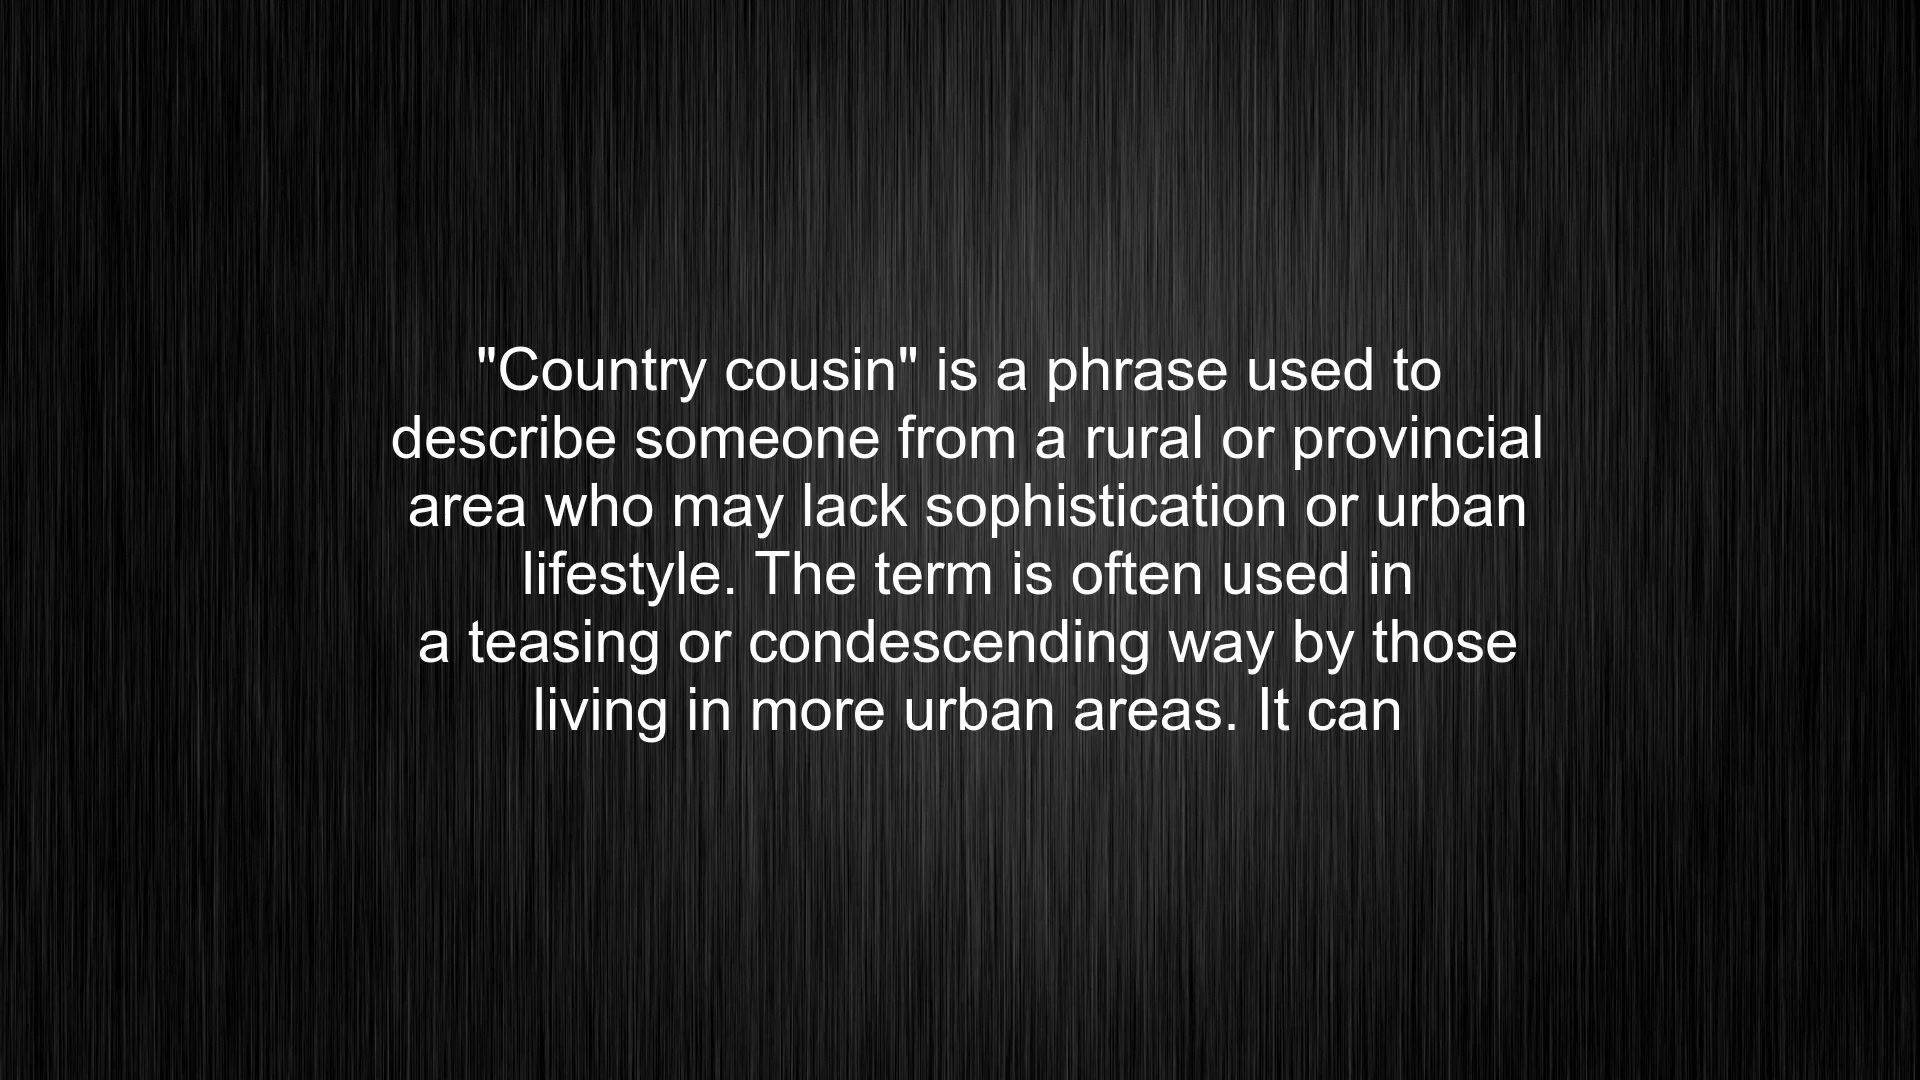 "Country cousin" is a phrase used to
describe someone from a rural or provincial
area who may lack sophistication or urban
lifestyle. The term is often used in
a teasing or condescending way by those
living in more urban areas. It can